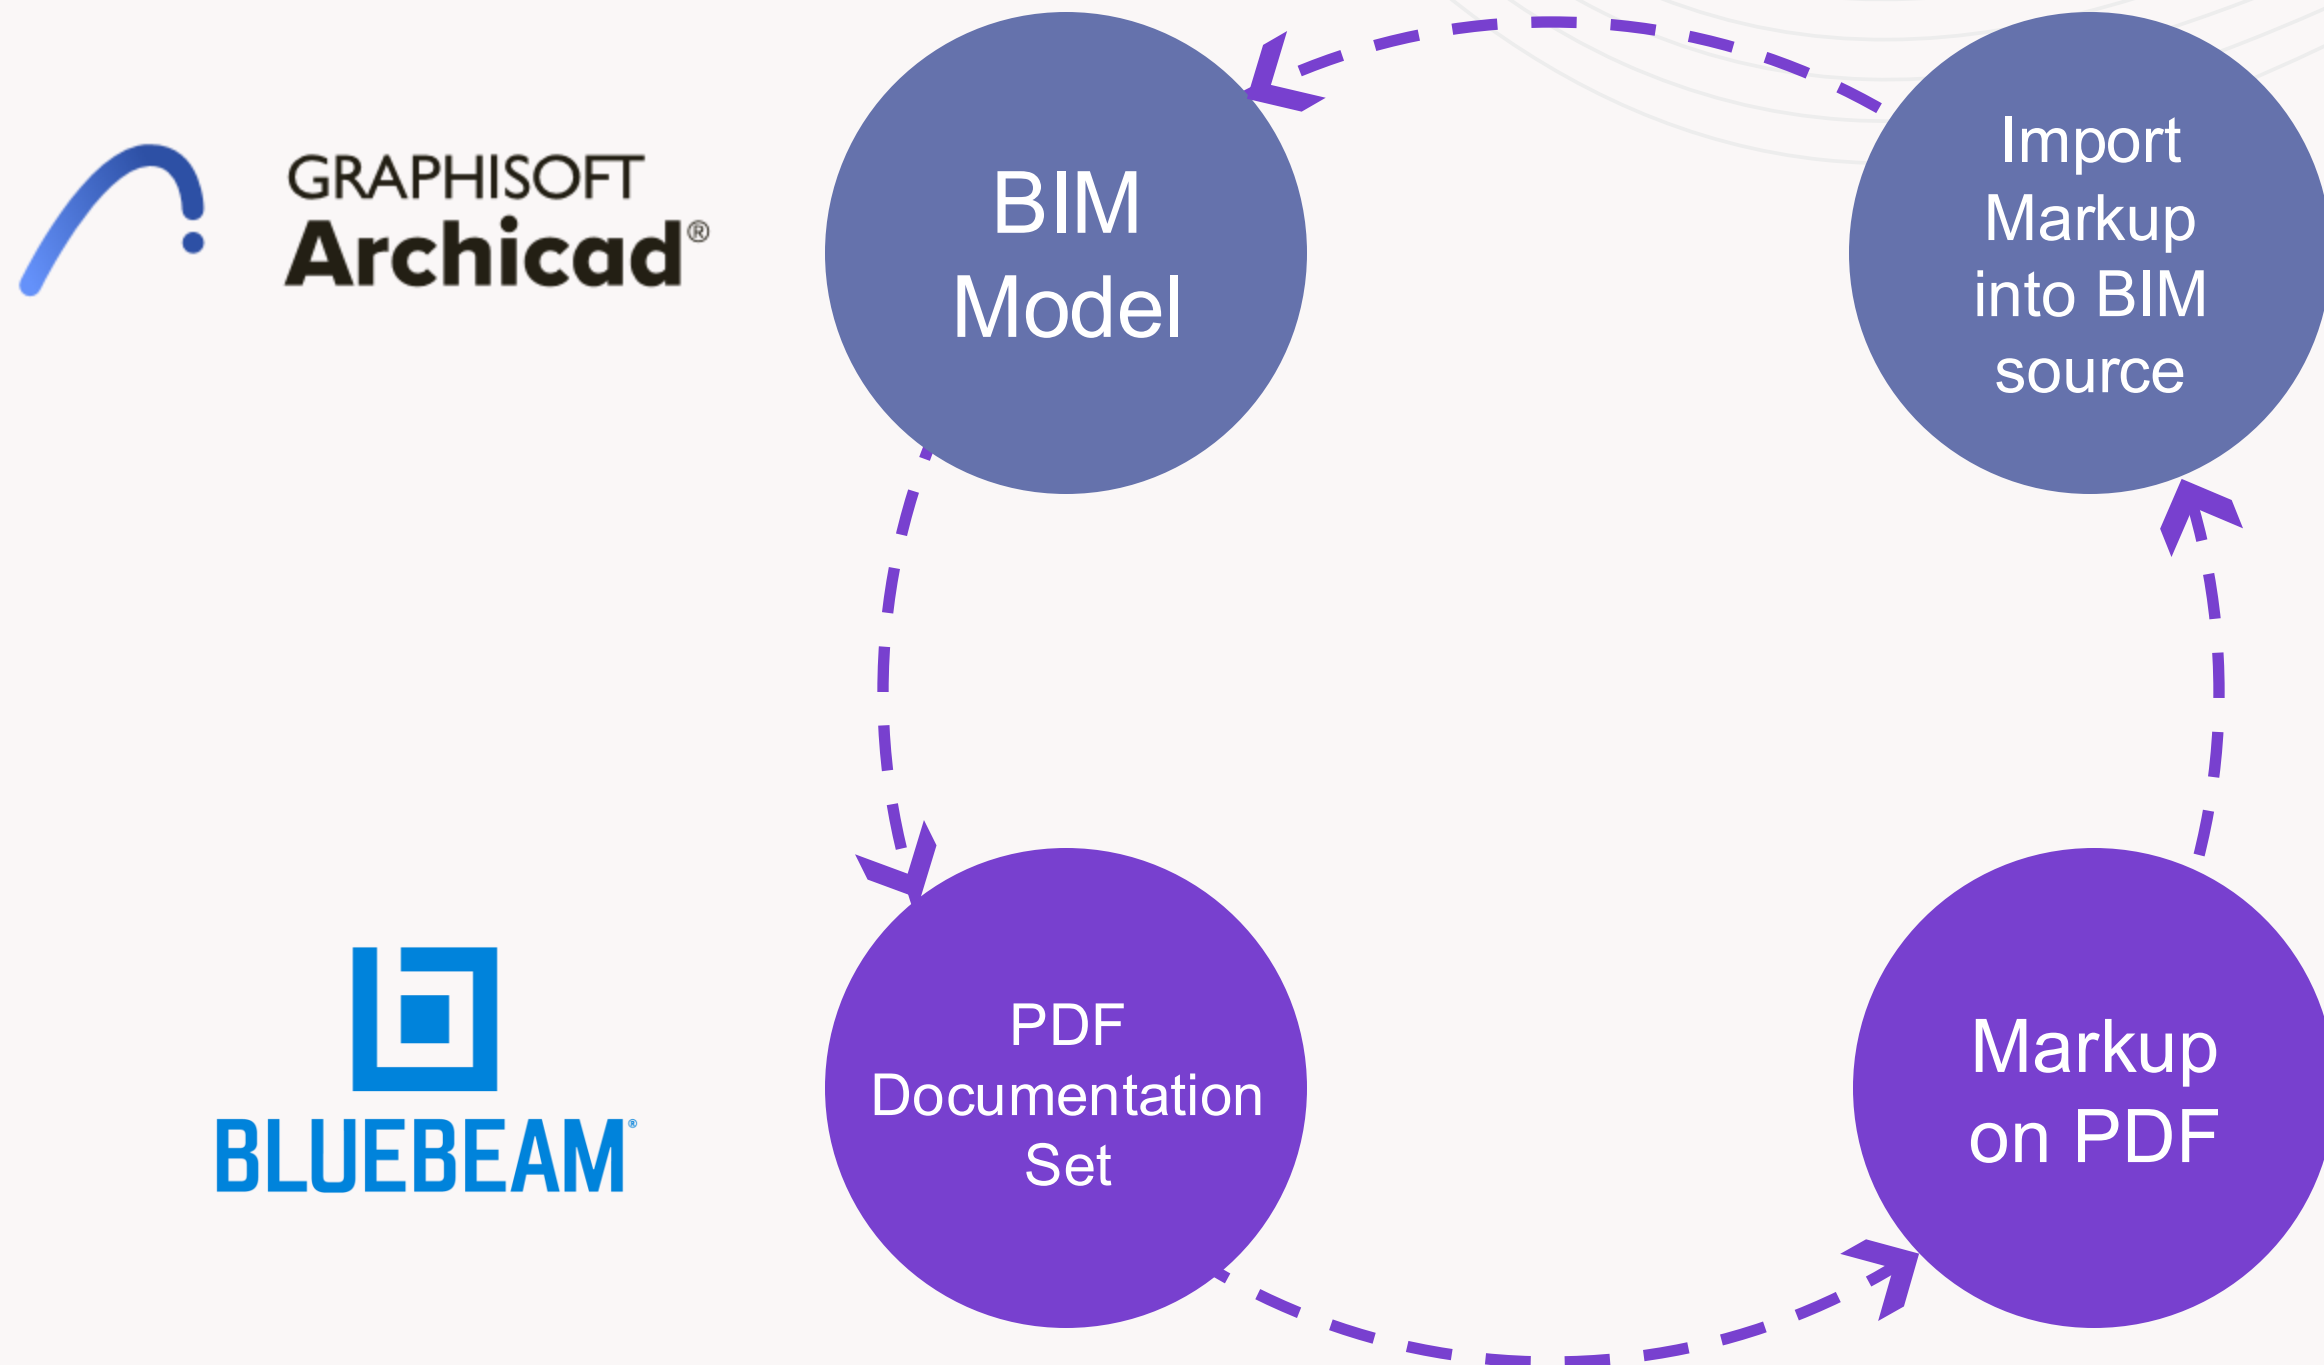 GRAPHISOFT
Archicad®
BIM
Model
Import
Markup
into BIM
source
BLUEBEAM®
PDF
Documentation
Set
Markup
on PDF